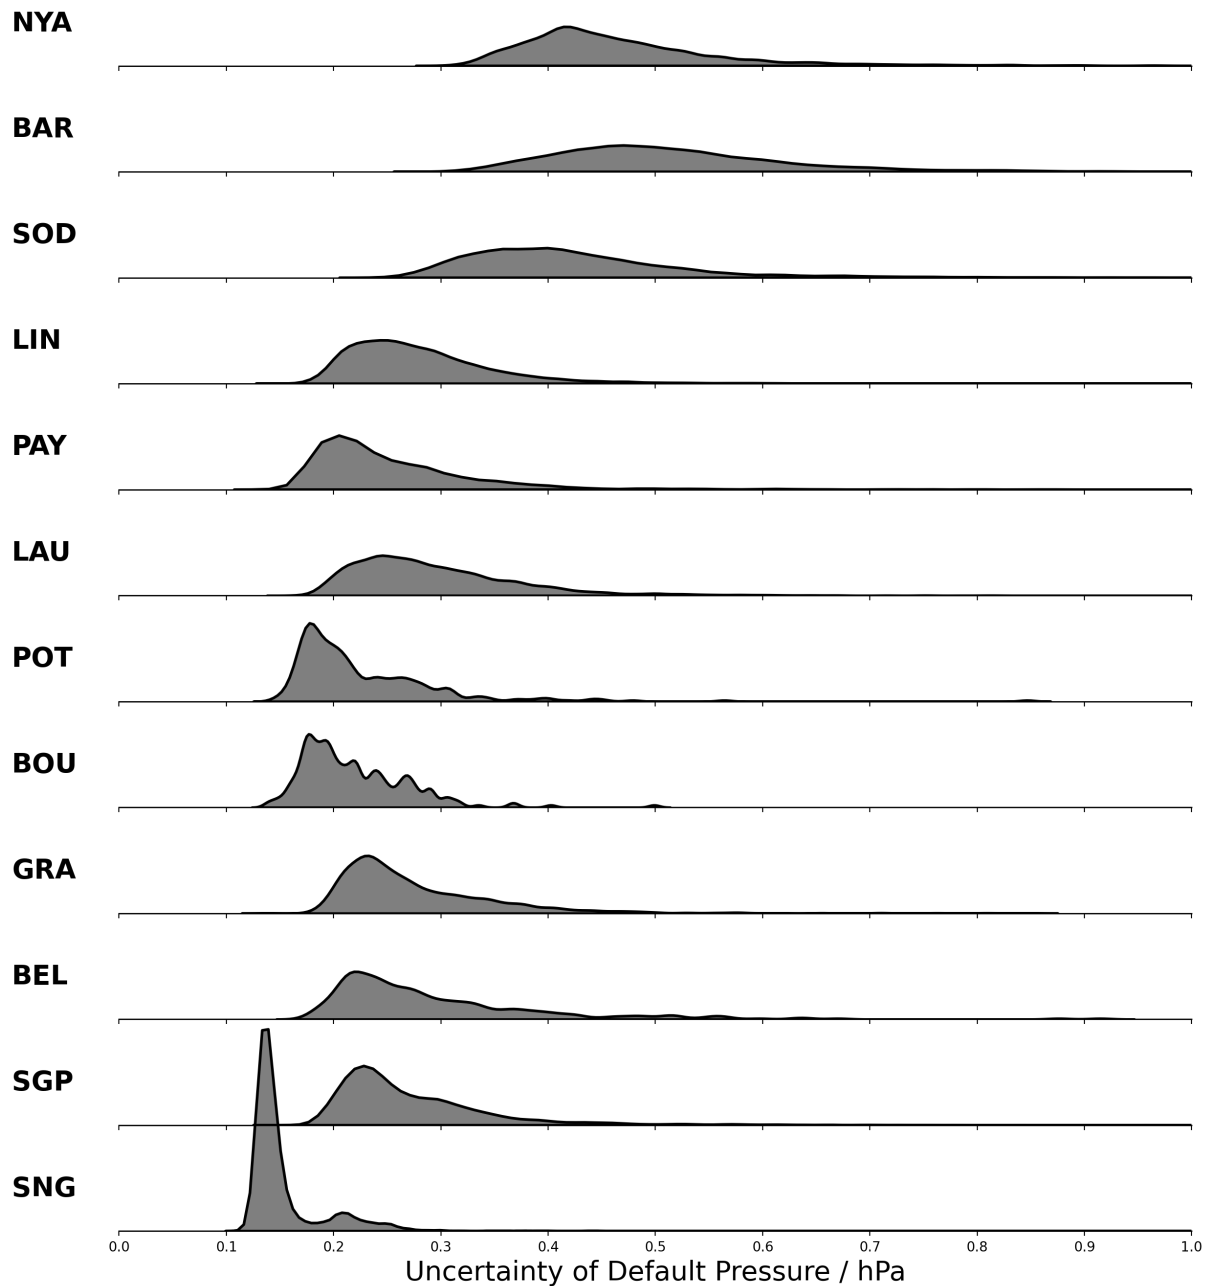 NYA
BAR
SOD
LIN
PAY
LAU
POT
BOU
GRA
BEL
SGP
SNG
0.0 0.1 0.2 0.3 0.4 0.5 0.6 0.7 0.8 0.9 1.0
Uncertainty of Default Pressure / hPa